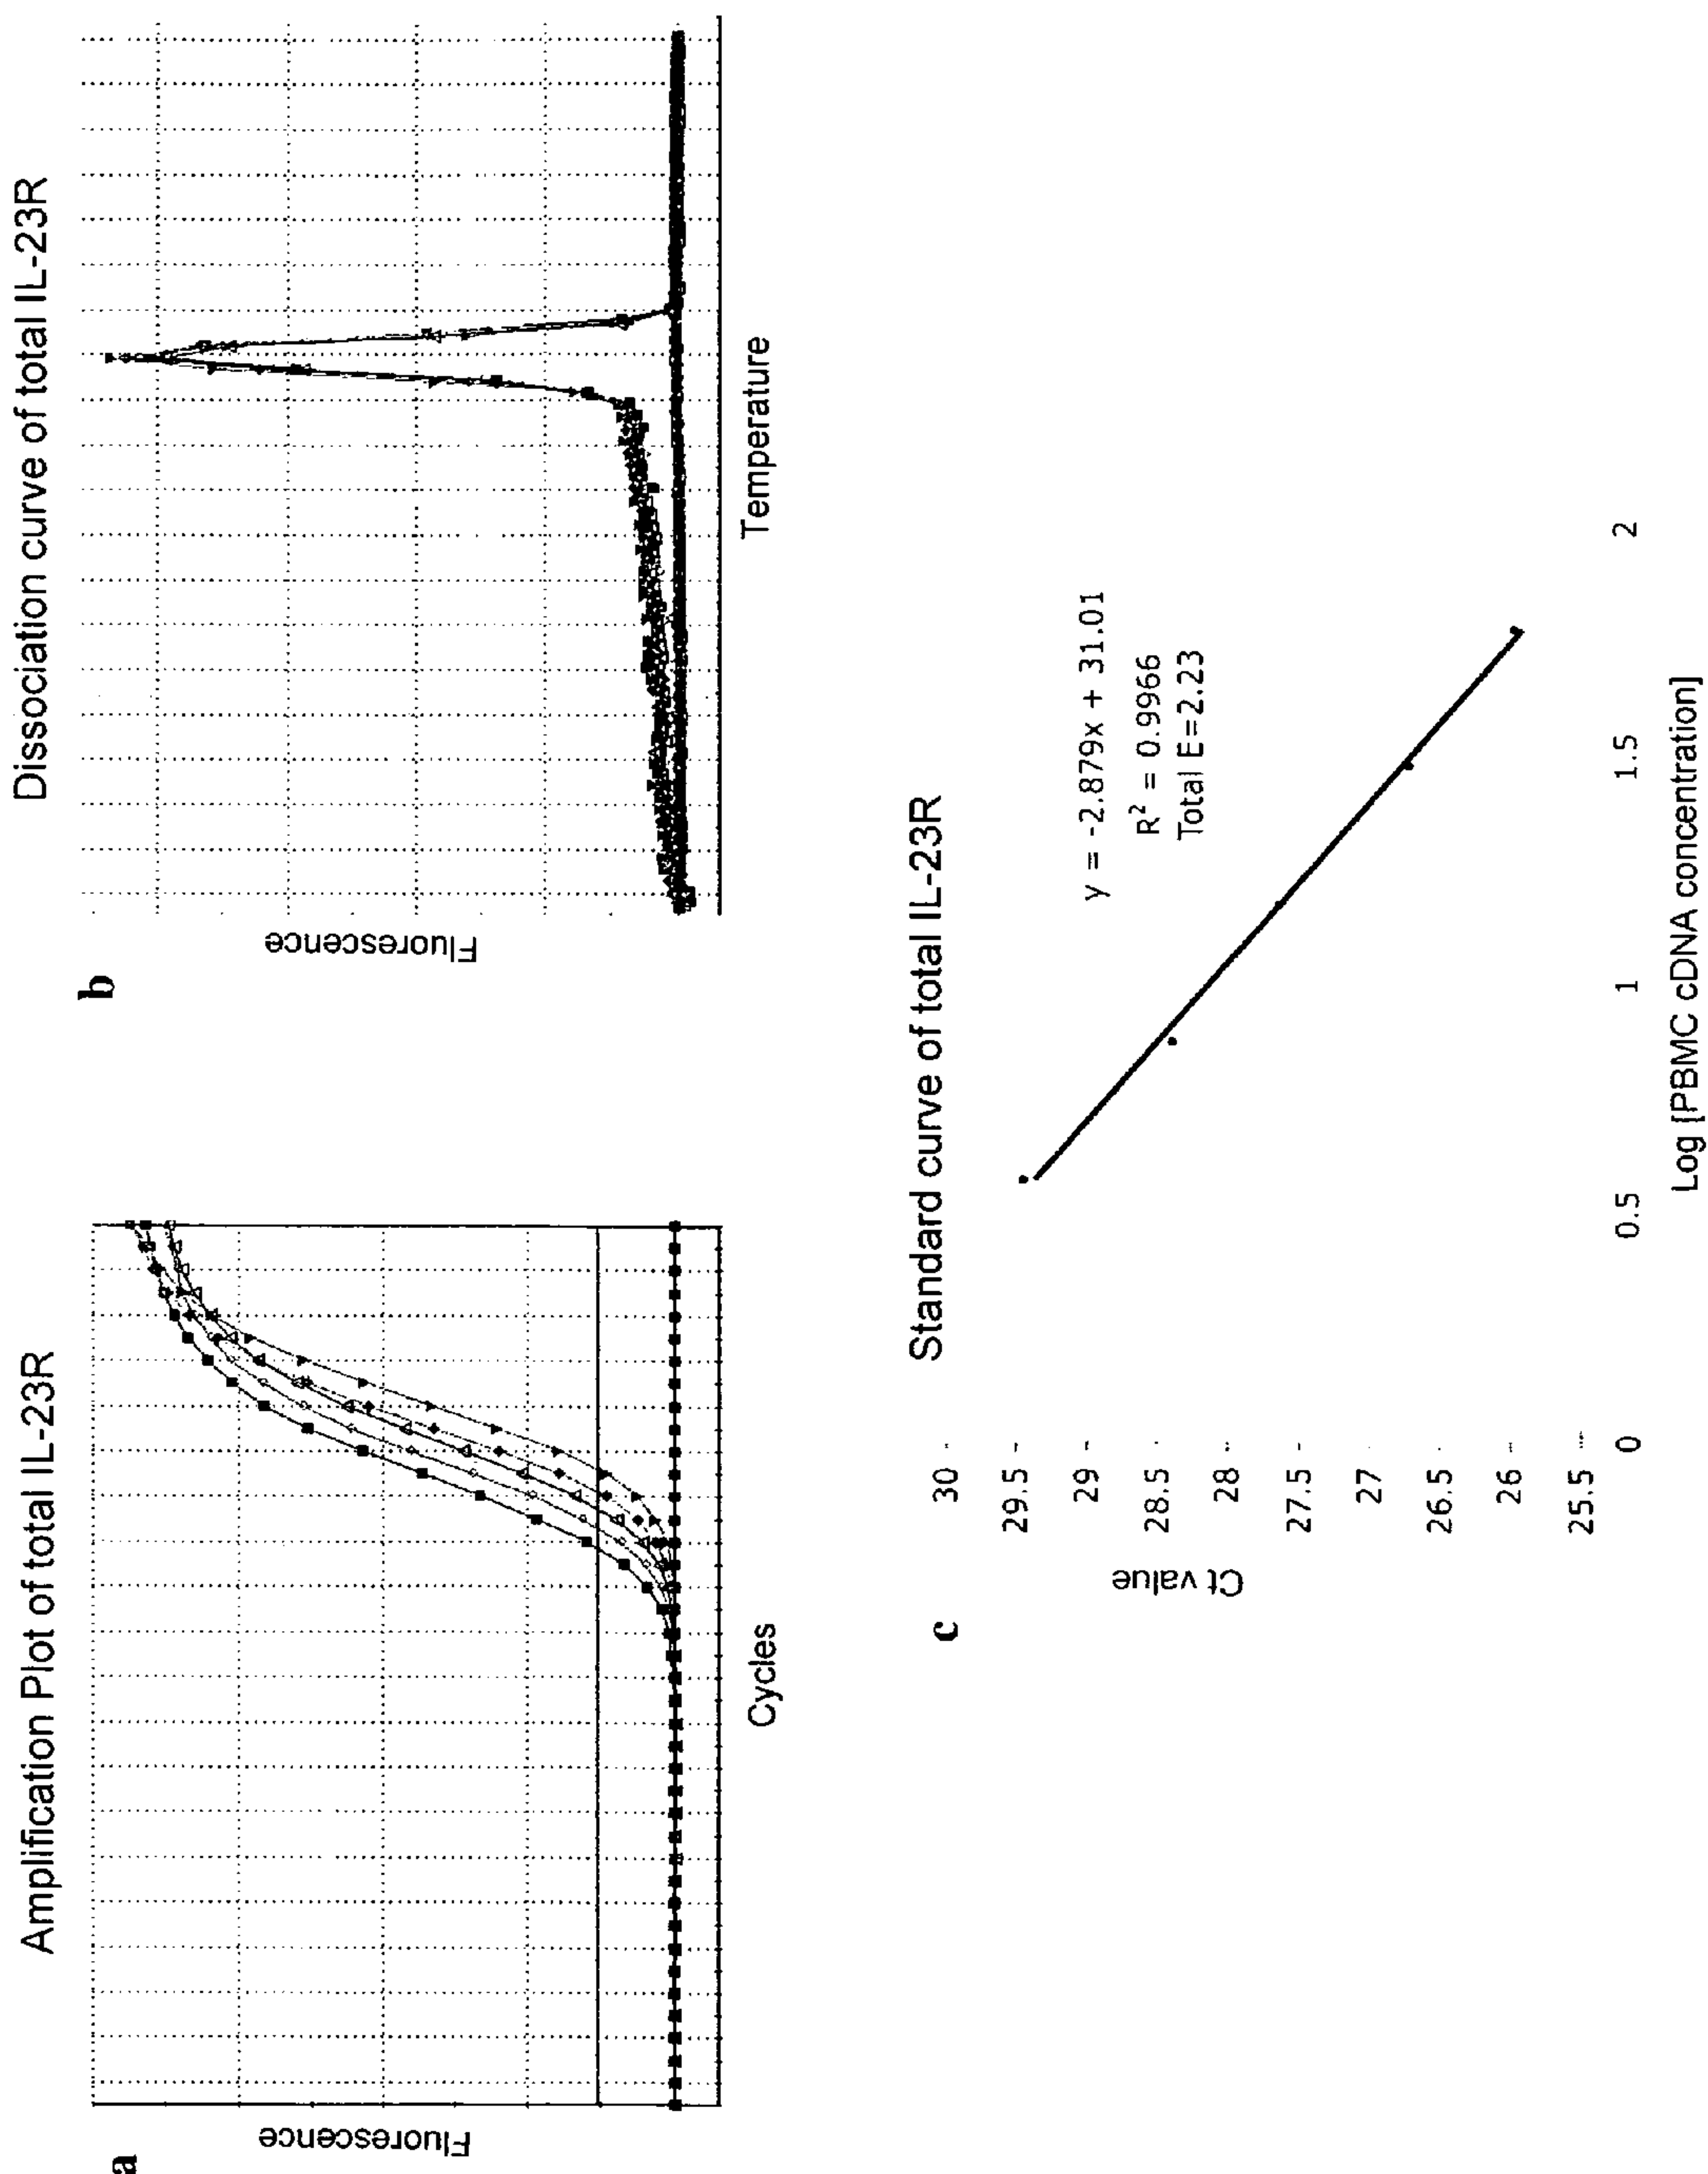 a
Amplification Plot of total IL-23R
Fluorescence
Cycles
b
Dissociation curve of total IL-23R
Fluorescence
Temperature
c
Standard curve of total IL-23R
Ct value
30
29.5
29
28.5
28
27.5
27
26.5
26
25.5
y = -2.879x + 31.01
R² = 0.9966
Total E=2.23
0 0.5 1 1.5 2
Log [PBMC cDNA concentration]